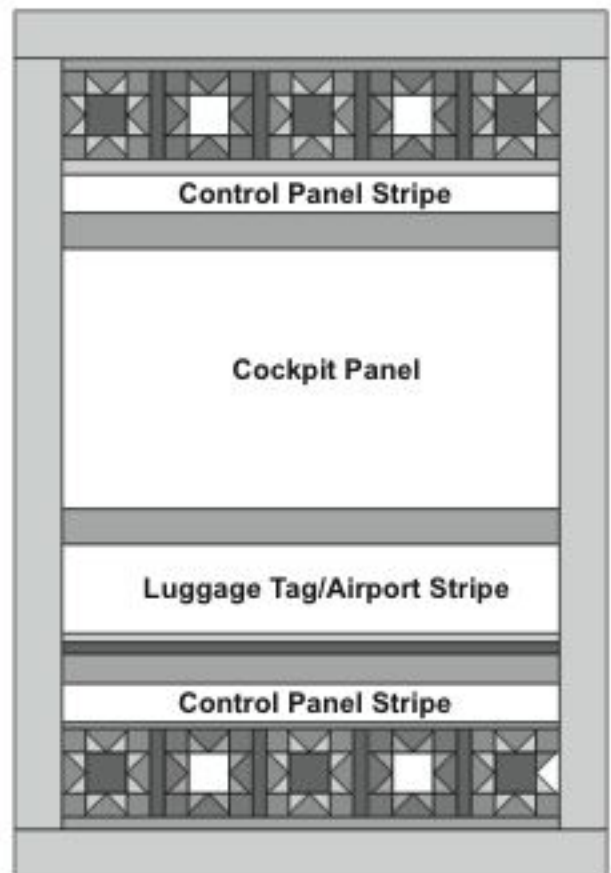 Control Panel Stripe
Cockpit Panel
Luggage Tag/Airport Stripe
Control Panel Stripe